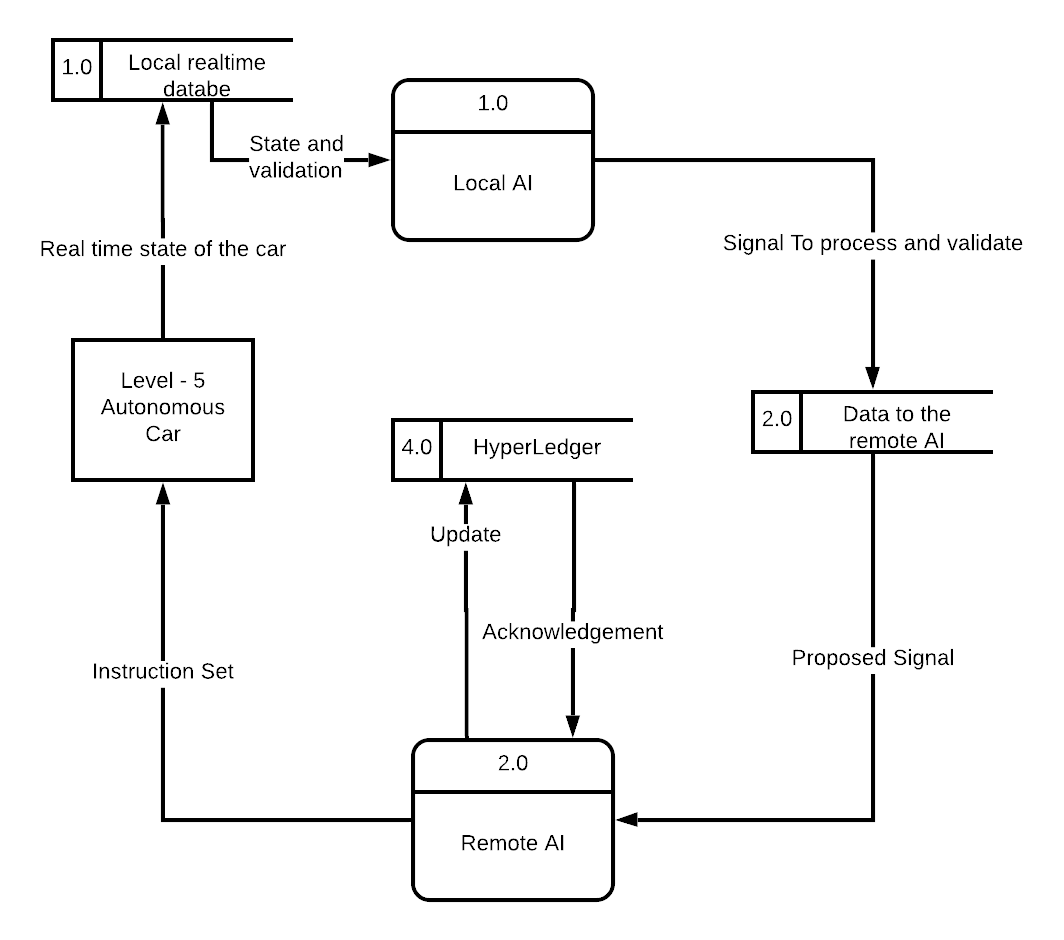 1.0
Local realtime
databe
1.0
Local AI
State and
validation
Real time state of the car
Signal To process and validate
Level - 5
Autonomous
Car
4.0
HyperLedger
2.0
Data to the
remote AI
Update
Acknowledgement
Instruction Set
Proposed Signal
2.0
Remote AI